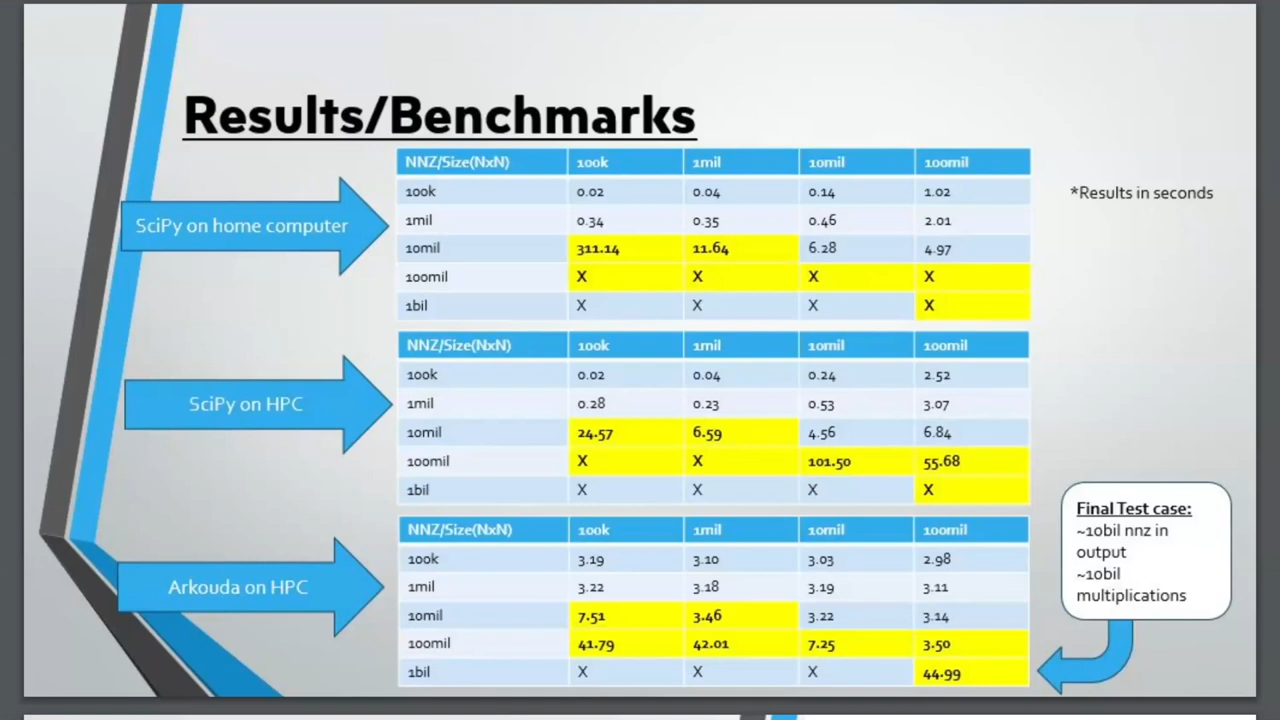 Results/Benchmarks
*Results in seconds
SciPy on home computer
NNZ/Size(NxN) 100k 1mil 10mil 100mil
100k 0.02 0.04 0.14 1.02
1mil 0.34 0.35 0.46 2.01
10mil 311.14 11.64 6.28 4.97
100mil X X X X
1bil X X X X
SciPy on HPC
NNZ/Size(NxN) 100k 1mil 10mil 100mil
100k 0.02 0.04 0.24 2.52
1mil 0.28 0.23 0.53 3.07
10mil 24.57 6.59 4.56 6.84
100mil X X 101.50 55.68
1bil X X X X
Arkouda on HPC
NNZ/Size(NxN) 100k 1mil 10mil 100mil
100k 3.19 3.10 3.03 2.98
1mil 3.22 3.18 3.19 3.11
10mil 7.51 3.46 3.22 3.14
100mil 41.79 42.01 7.25 3.50
1bil X X X 44.99
Final Test case:
~10bil nnz in
output
~10bil
multiplications